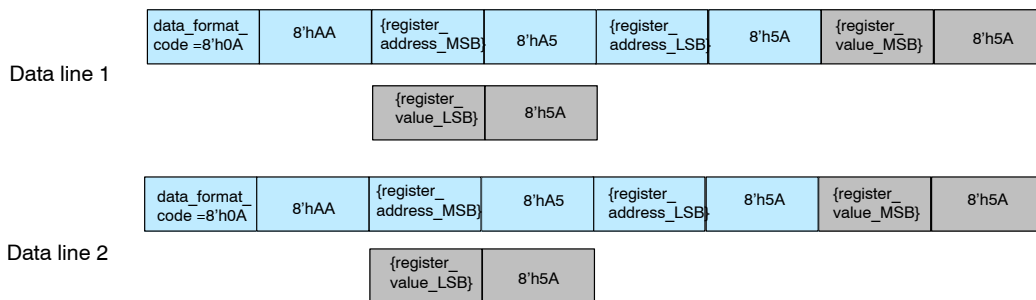 data_format_ code =8'h0A 8'hAA {register_ address_MSB} 8'hA5 {register_ address_LSB} 8'h5A {register_ value_MSB} 8'h5A
Data line 1
{register_ value_LSB} 8'h5A
data_format_ code =8'h0A 8'hAA {register_ address_MSB} 8'hA5 {register_ address_LSB} 8'h5A {register_ value_MSB} 8'h5A
Data line 2
{register_ value_LSB} 8'h5A